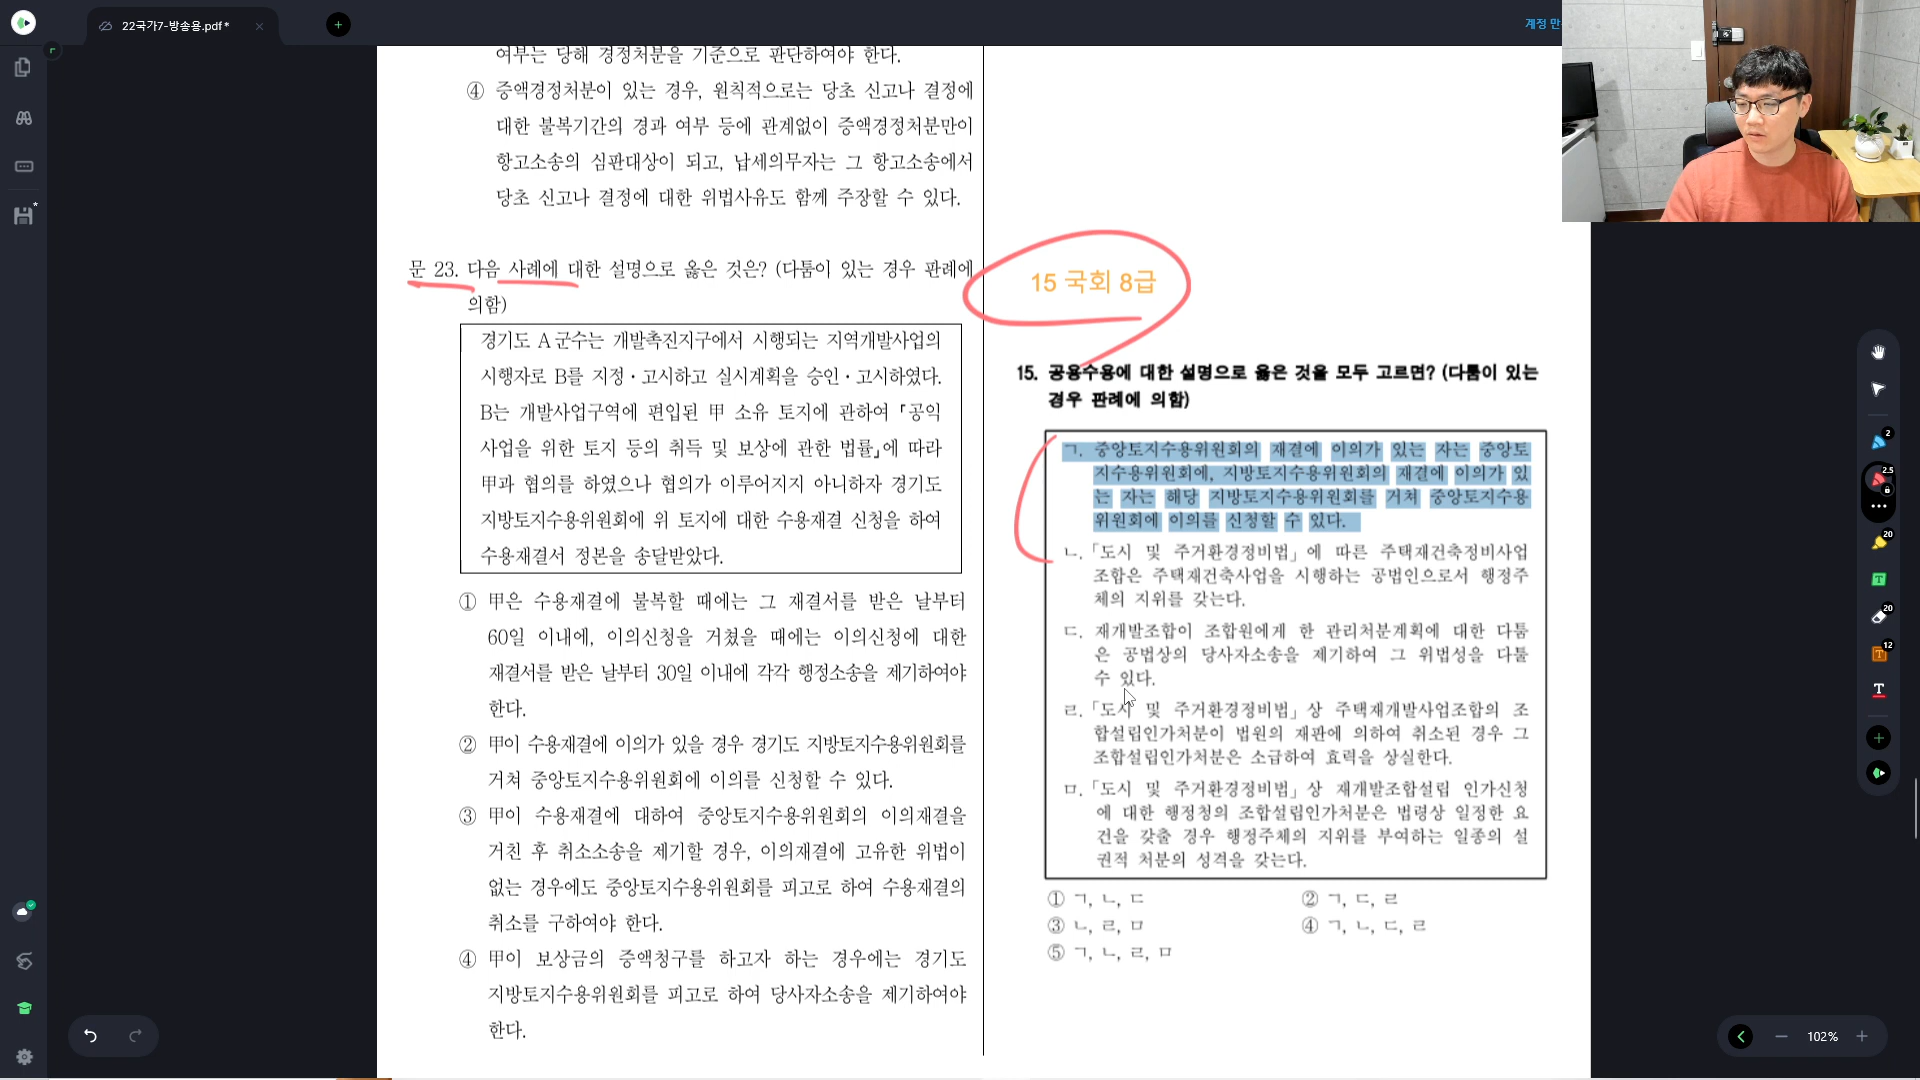 22국가7-방송용.pdf*
계정 만
여부는 당해 경정처분을 기준으로 판단하여야 한다.
④ 증액경정처분이 있는 경우, 원칙적으로는 당초 신고나 결정에
대한 불복기간의 경과 여부 등에 관계없이 증액경정처분만이
항고소송의 심판대상이 되고, 납세의무자는 그 항고소송에서
당초 신고나 결정에 대한 위법사유도 함께 주장할 수 있다.
문 23. 다음 사례에 대한 설명으로 옳은 것은? (다툼이 있는 경우 판례에
의함)
경기도 A 군수는 개발촉진지구에서 시행되는 지역개발사업의
시행자로 B를 지정·고시하고 실시계획을 승인·고시하였다.
B는 개발사업구역에 편입된 甲 소유 토지에 관하여 「공익
사업을 위한 토지 등의 취득 및 보상에 관한 법률」에 따라
甲과 협의를 하였으나 협의가 이루어지지 아니하자 경기도
지방토지수용위원회에 위 토지에 대한 수용재결 신청을 하여
수용재결서 정본을 송달받았다.
① 甲은 수용재결에 불복할 때에는 그 재결서를 받은 날부터
60일 이내에, 이의신청을 거쳤을 때에는 이의신청에 대한
재결서를 받은 날부터 30일 이내에 각각 행정소송을 제기하여야
한다.
② 甲이 수용재결에 이의가 있을 경우 경기도 지방토지수용위원회를
거쳐 중앙토지수용위원회에 이의를 신청할 수 있다.
③ 甲이 수용재결에 대하여 중앙토지수용위원회의 이의재결을
거친 후 취소소송을 제기할 경우, 이의재결에 고유한 위법이
없는 경우에도 중앙토지수용위원회를 피고로 하여 수용재결의
취소를 구하여야 한다.
④ 甲이 보상금의 증액청구를 하고자 하는 경우에는 경기도
지방토지수용위원회를 피고로 하여 당사자소송을 제기하여야
한다.
15 국회 8급
15. 공용수용에 대한 설명으로 옳은 것을 모두 고르면? (다툼이 있는
경우 판례에 의함)
ㄱ. 중앙토지수용위원회의 재결에 이의가 있는 자는 중앙토
지수용위원회에, 지방토지수용위원회의 재결에 이의가 있
는 자는 해당 지방토지수용위원회를 거쳐 중앙토지수용
위원회에 이의를 신청할 수 있다.
ㄴ. 「도시 및 주거환경정비법」에 따른 주택재건축정비사업
조합은 주택재건축사업을 시행하는 공법인으로서 행정주
체의 지위를 갖는다.
ㄷ. 재개발조합이 조합원에게 한 관리처분계획에 대한 다툼
은 공법상의 당사자소송을 제기하여 그 위법성을 다툴
수 있다.
ㄹ. 「도시 및 주거환경정비법」상 주택재개발사업조합의 조
합설립인가처분이 법원의 재판에 의하여 취소된 경우 그
조합설립인가처분은 소급하여 효력을 상실한다.
ㅁ. 「도시 및 주거환경정비법」상 재개발조합설립 인가신청
에 대한 행정청의 조합설립인가처분은 법령상 일정한 요
건을 갖출 경우 행정주체의 지위를 부여하는 일종의 설
권적 처분의 성격을 갖는다.
① ㄱ, ㄴ, ㄷ
② ㄱ, ㄷ, ㄹ
③ ㄴ, ㄹ, ㅁ
④ ㄱ, ㄴ, ㄷ, ㄹ
⑤ ㄱ, ㄴ, ㄹ, ㅁ
2
2.5
20
20
12
102%